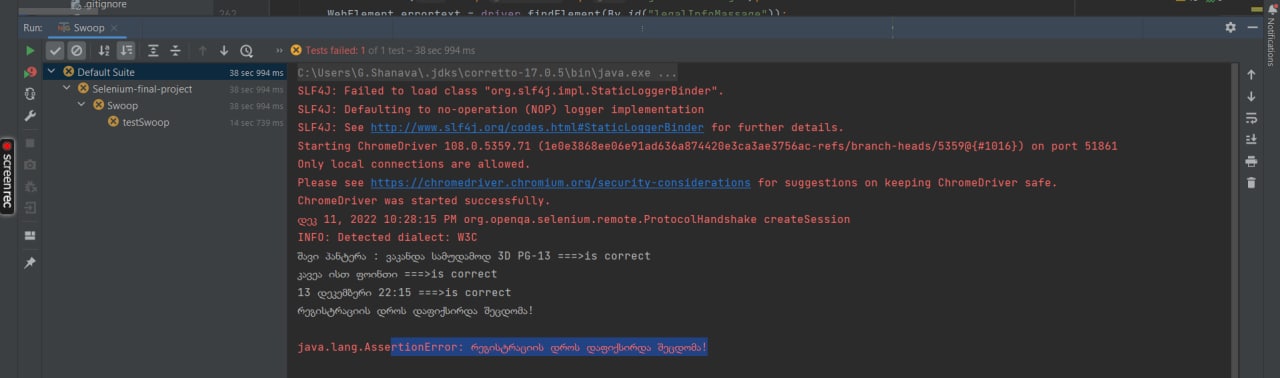 .gitignore
262
WebElement errortext = driver.findElement(By.id("legalInfoMassage"));
Run: Swoop
Tests failed: 1 of 1 test – 38 sec 994 ms
Default Suite 38 sec 994 ms
Selenium-final-project 38 sec 994 ms
Swoop 38 sec 994 ms
testSwoop 14 sec 739 ms
C:\Users\G.Shanava\.jdks\corretto-17.0.5\bin\java.exe ...
SLF4J: Failed to load class "org.slf4j.impl.StaticLoggerBinder".
SLF4J: Defaulting to no-operation (NOP) logger implementation
SLF4J: See http://www.slf4j.org/codes.html#StaticLoggerBinder for further details.
Starting ChromeDriver 108.0.5359.71 (1e0e3868ee06e91ad636a874420e3ca3ae3756ac-refs/branch-heads/5359@{#1016}) on port 51861
Only local connections are allowed.
Please see https://chromedriver.chromium.org/security-considerations for suggestions on keeping ChromeDriver safe.
ChromeDriver was started successfully.
დეკ 11, 2022 10:28:15 PM org.openqa.selenium.remote.ProtocolHandshake createSession
INFO: Detected dialect: W3C
შავი პანტერა : ვაკანდა სამუდამოდ 3D PG-13 ===>is correct
კავეა ისთ ფოინთი ===>is correct
13 დეკემბერი 22:15 ===>is correct
რეგისტრაციის დროს დაფიქსირდა შეცდომა!
java.lang.AssertionError: რეგისტრაციის დროს დაფიქსირდა შეცდომა!
Notifications
screenrec